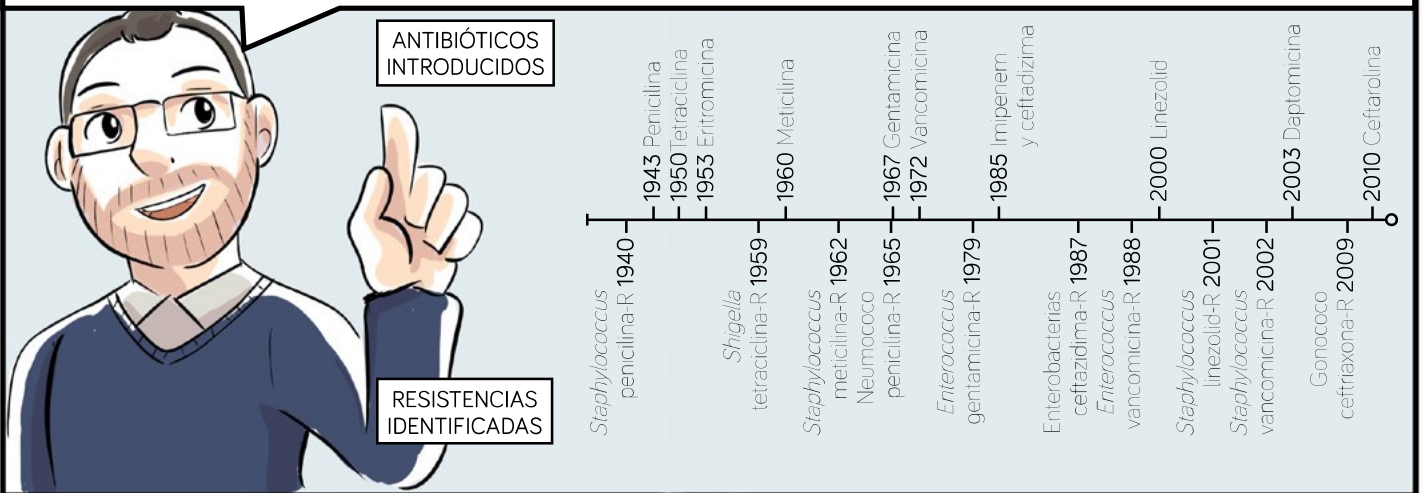 ANTIBIÓTICOS
INTRODUCIDOS
1943 Penicilina
1950 Tetraciclina
1953 Eritromicina
1960 Meticilina
1967 Gentamicina
1972 Vancomicina
1985 Imipenem
y ceftadizima
2000 Linezolid
2003 Daptomicina
2010 Ceftarolina
RESISTENCIAS
IDENTIFICADAS
Staphylococcus
penicilina-R 1940
Shigella
tetraciclina-R 1959
Staphylococcus
meticilina-R 1962
Neumococo
penicilina-R 1965
Enterococcus
gentamicina-R 1979
Enterobacterias
ceftazidima-R 1987
Enterococcus
vancomicina-R 1988
Staphylococcus
linezolid-R 2001
Staphylococcus
vancomicina-R 2002
Gonococo
ceftriaxona-R 2009